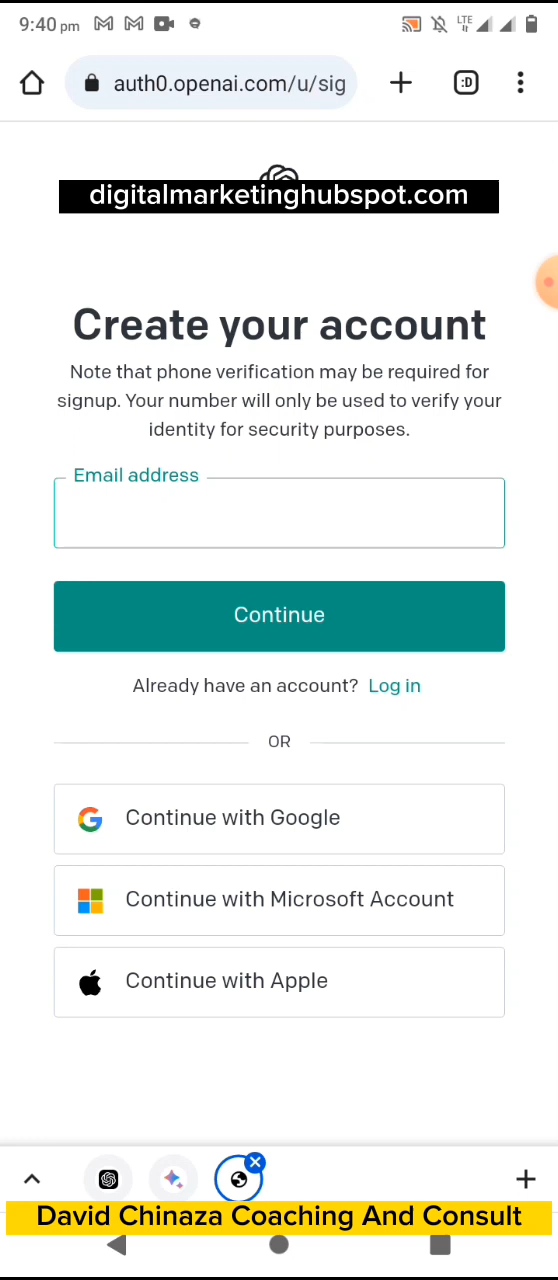 9:40 pm
LTE
auth0.openai.com/u/sig
:D
digitalmarketinghubspot.com
Create your account
Note that phone verification may be required for
signup. Your number will only be used to verify your
identity for security purposes.
Email address
Continue
Already have an account? Log in
OR
Continue with Google
Continue with Microsoft Account
Continue with Apple
David Chinaza Coaching And Consult